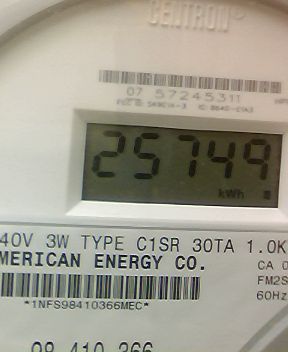 CENTRON®
07 57245311
25749
kWh
40V 3W TYPE C1SR 30TA 1.0K
MERICAN ENERGY CO.
CA 0
FM2S
*1NFS98410366MEC*
60Hz
98 410 366